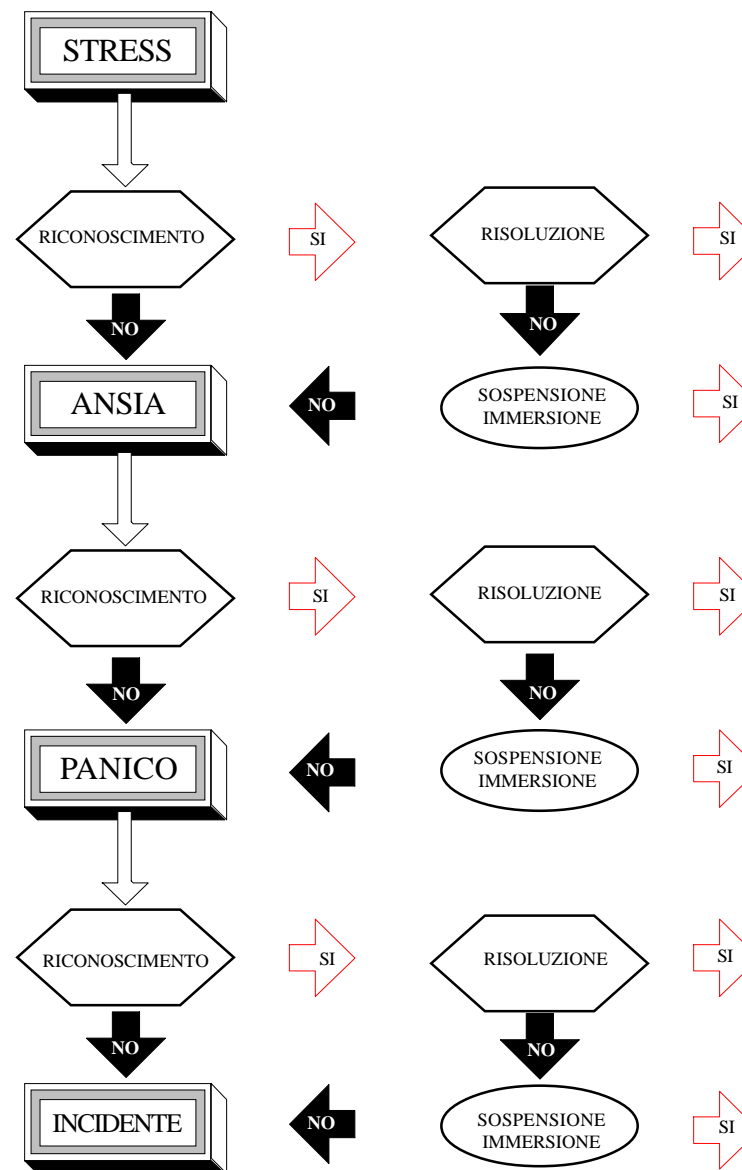 STRESS
RICONOSCIMENTO
SI
RISOLUZIONE
SI
NO
NO
ANSIA
NO
SOSPENSIONE
IMMERSIONE
SI
RICONOSCIMENTO
SI
RISOLUZIONE
SI
NO
NO
PANICO
NO
SOSPENSIONE
IMMERSIONE
SI
RICONOSCIMENTO
SI
RISOLUZIONE
SI
NO
NO
INCIDENTE
NO
SOSPENSIONE
IMMERSIONE
SI